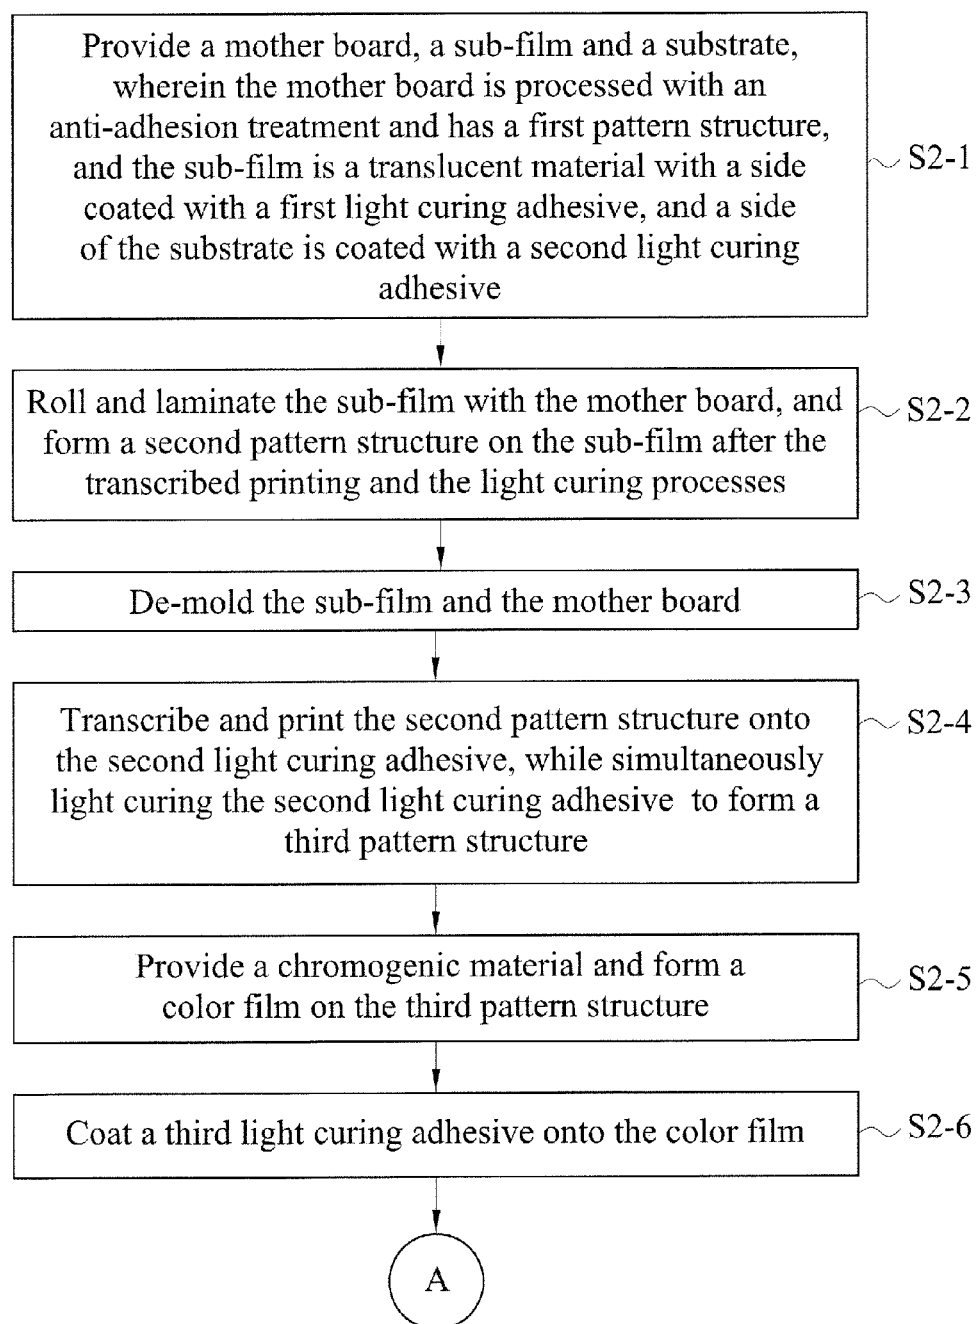 Provide a mother board, a sub-film and a substrate,
wherein the mother board is processed with an
anti-adhesion treatment and has a first pattern structure,
and the sub-film is a translucent material with a side
coated with a first light curing adhesive, and a side
of the substrate is coated with a second light curing
adhesive
S2-1
Roll and laminate the sub-film with the mother board, and
form a second pattern structure on the sub-film after the
transcribed printing and the light curing processes
S2-2
De-mold the sub-film and the mother board
S2-3
Transcribe and print the second pattern structure onto
the second light curing adhesive, while simultaneously
light curing the second light curing adhesive to form a
third pattern structure
S2-4
Provide a chromogenic material and form a
color film on the third pattern structure
S2-5
Coat a third light curing adhesive onto the color film
S2-6
A